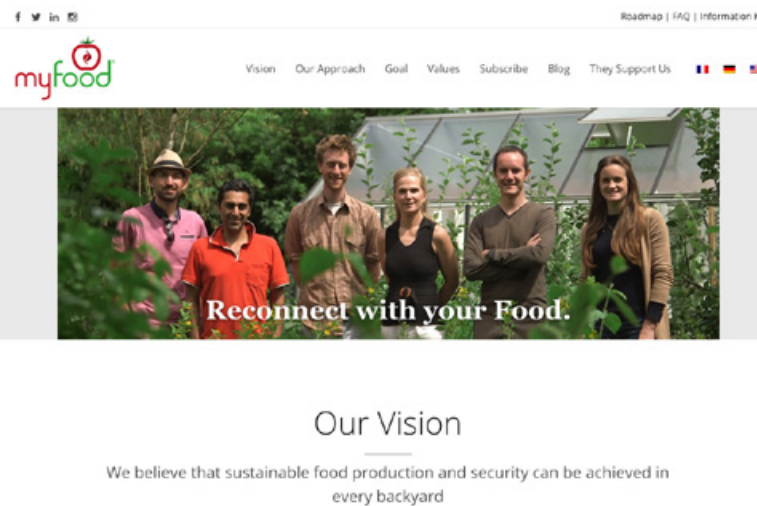 Roadmap | FAQ | Information
myfood
Vision Our Approach Goal Values Subscribe Blog They Support Us
Reconnect with your Food.
Our Vision
We believe that sustainable food production and security can be achieved in
every backyard